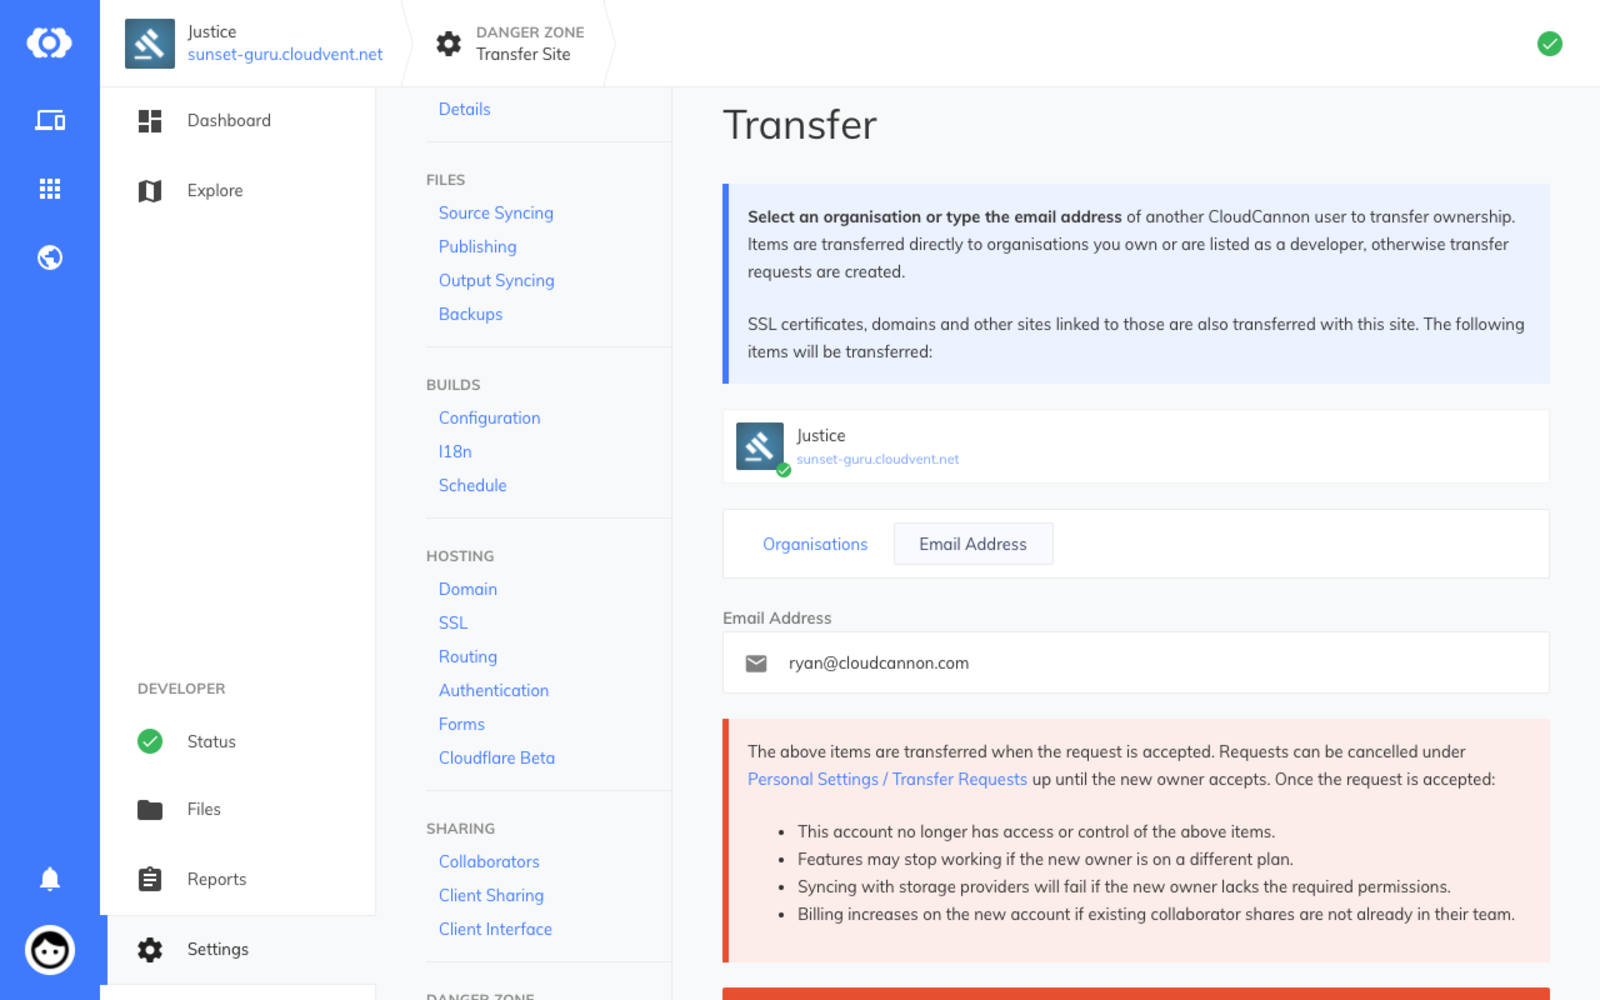 Justice
sunset-guru.cloudvent.net
DANGER ZONE
Transfer Site
Dashboard
Explore
DEVELOPER
Status
Files
Reports
Settings
Details
FILES
Source Syncing
Publishing
Output Syncing
Backups
BUILDS
Configuration
I18n
Schedule
HOSTING
Domain
SSL
Routing
Authentication
Forms
Cloudflare Beta
SHARING
Collaborators
Client Sharing
Client Interface
DANGER ZONE
Transfer
Select an organisation or type the email address of another CloudCannon user to transfer ownership.
Items are transferred directly to organisations you own or are listed as a developer, otherwise transfer
requests are created.
SSL certificates, domains and other sites linked to those are also transferred with this site. The following
items will be transferred:
Justice
sunset-guru.cloudvent.net
Organisations
Email Address
Email Address
ryan@cloudcannon.com
The above items are transferred when the request is accepted. Requests can be cancelled under
Personal Settings / Transfer Requests up until the new owner accepts. Once the request is accepted:
• This account no longer has access or control of the above items.
• Features may stop working if the new owner is on a different plan.
• Syncing with storage providers will fail if the new owner lacks the required permissions.
• Billing increases on the new account if existing collaborator shares are not already in their team.